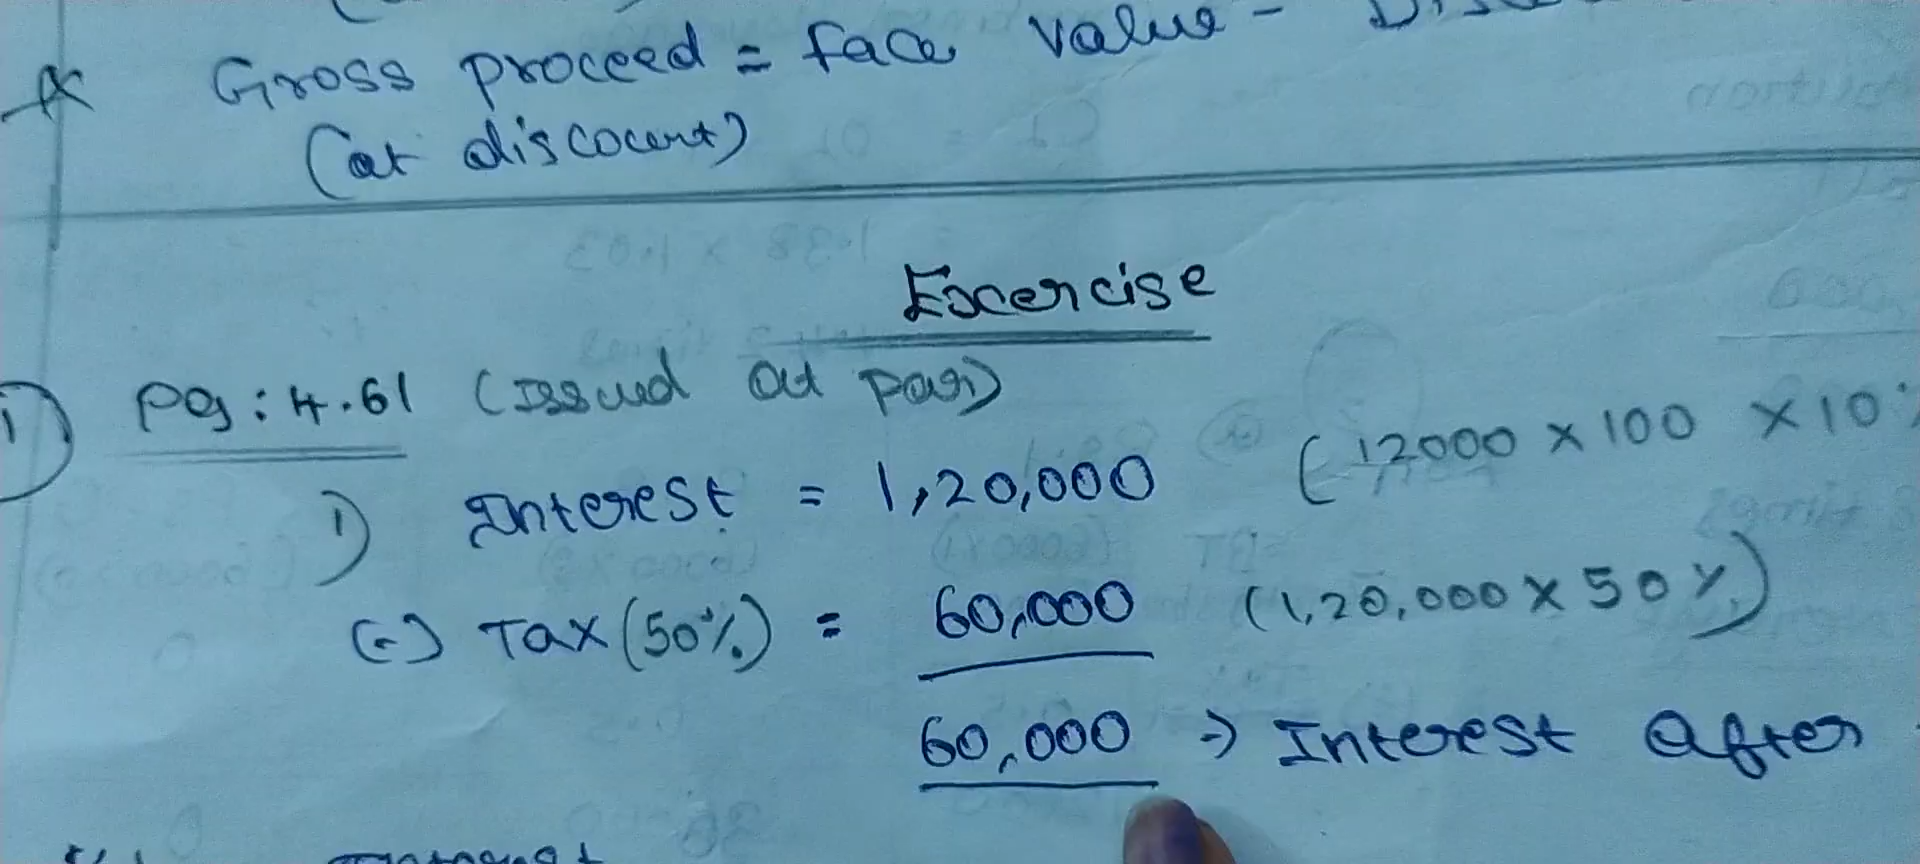 Gross proceed = face value -
(at discount)
Excercise
1) Pg: 4.61 (Issued at par)
1) Interest = 1,20,000 (12000 x 100 x 10%
(-) Tax (50%) = 60,000 (1,20,000 x 50%)
60,000 → Interest After